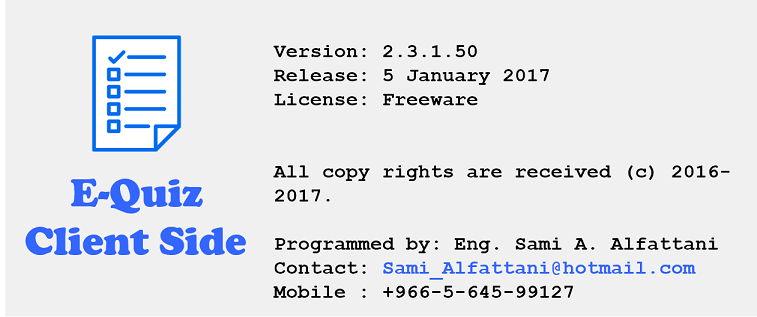 E-Quiz
Client Side
Version: 2.3.1.50
Release: 5 January 2017
License: Freeware
All copy rights are received (c) 2016-
2017.
Programmed by: Eng. Sami A. Alfattani
Contact: Sami_Alfattani@hotmail.com
Mobile : +966-5-645-99127